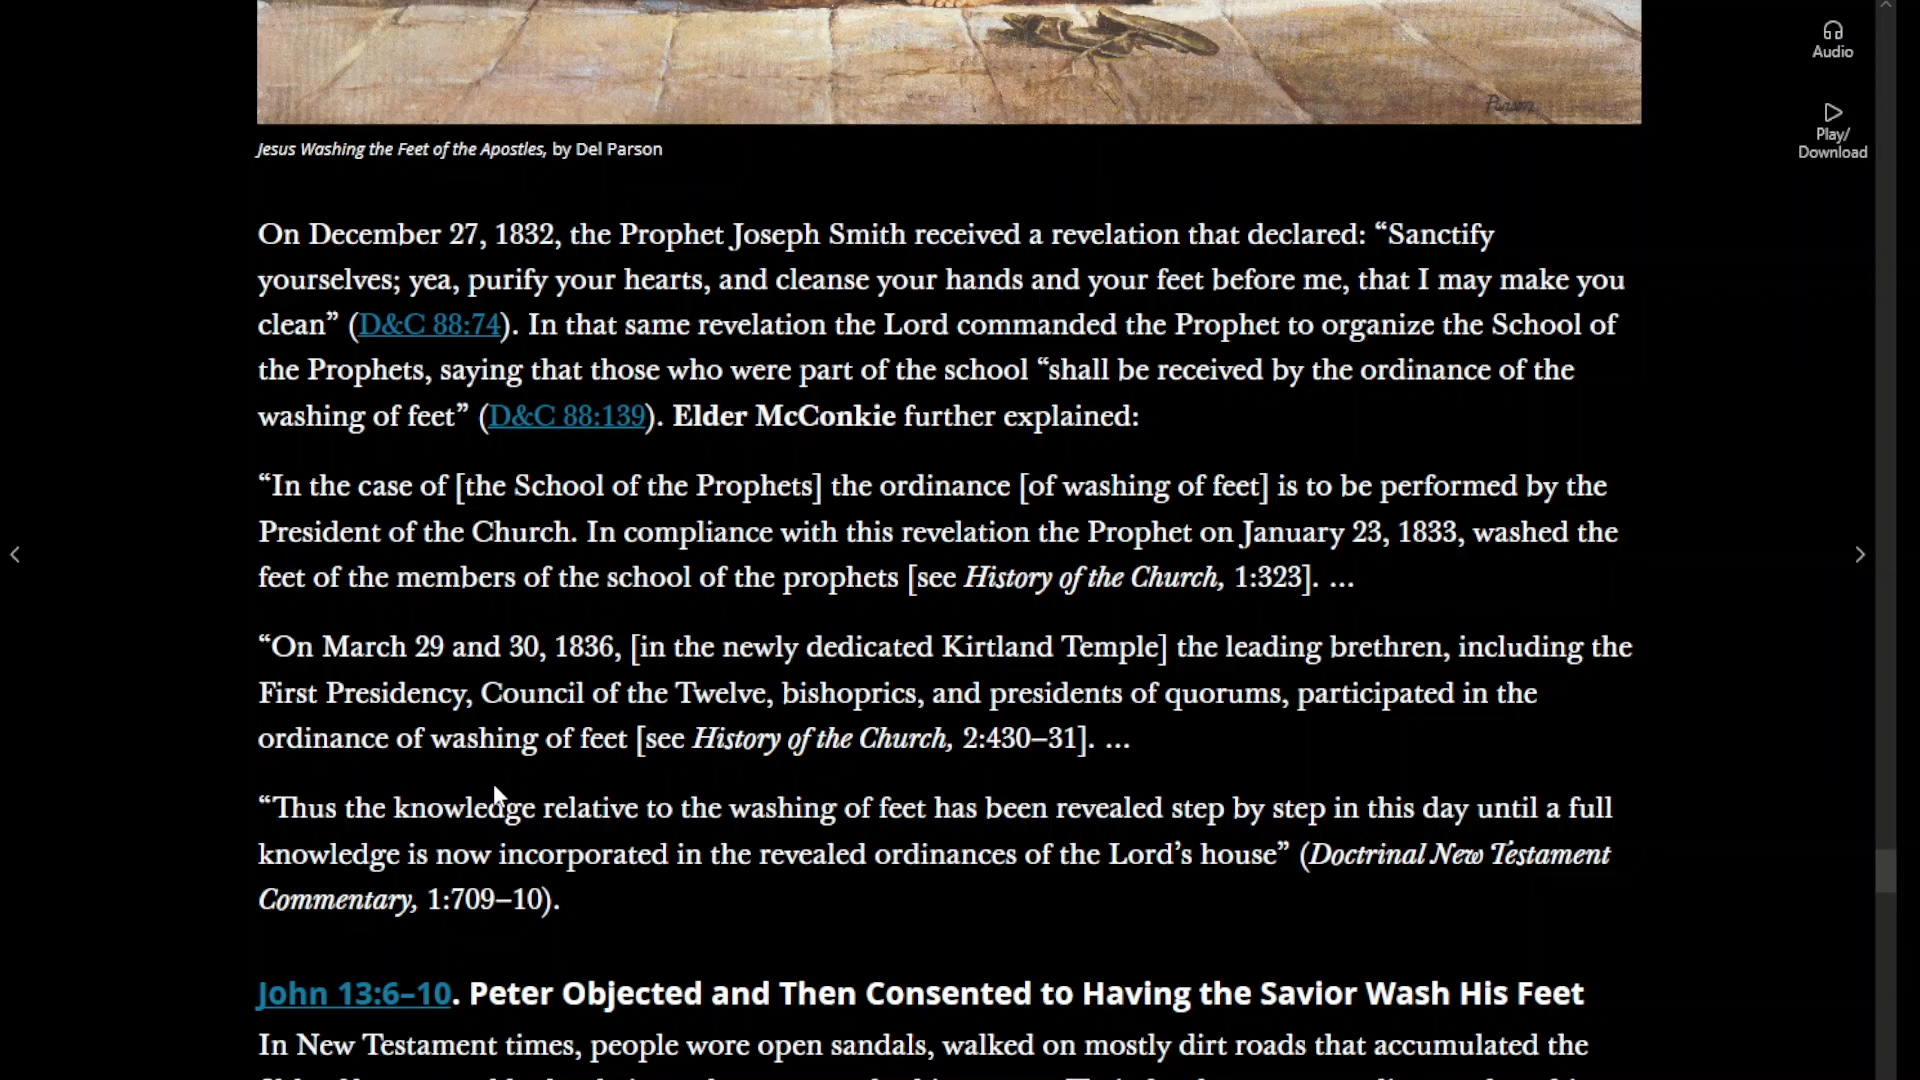 Audio
Play/
Download
Parson
Jesus Washing the Feet of the Apostles, by Del Parson
On December 27, 1832, the Prophet Joseph Smith received a revelation that declared: “Sanctify
yourselves; yea, purify your hearts, and cleanse your hands and your feet before me, that I may make you
clean” (D&C 88:74). In that same revelation the Lord commanded the Prophet to organize the School of
the Prophets, saying that those who were part of the school “shall be received by the ordinance of the
washing of feet” (D&C 88:139). Elder McConkie further explained:
“In the case of [the School of the Prophets] the ordinance [of washing of feet] is to be performed by the
President of the Church. In compliance with this revelation the Prophet on January 23, 1833, washed the
feet of the members of the school of the prophets [see History of the Church, 1:323]. …
“On March 29 and 30, 1836, [in the newly dedicated Kirtland Temple] the leading brethren, including the
First Presidency, Council of the Twelve, bishoprics, and presidents of quorums, participated in the
ordinance of washing of feet [see History of the Church, 2:430–31]. …
“Thus the knowledge relative to the washing of feet has been revealed step by step in this day until a full
knowledge is now incorporated in the revealed ordinances of the Lord’s house” (Doctrinal New Testament
Commentary, 1:709–10).
John 13:6–10. Peter Objected and Then Consented to Having the Savior Wash His Feet
In New Testament times, people wore open sandals, walked on mostly dirt roads that accumulated the